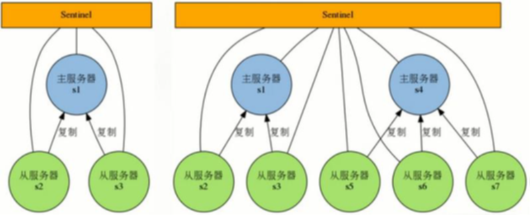 Sentinel
主服务器
s1
复制
复制
从服务器
s2
从服务器
s3
Sentinel
主服务器
s1
主服务器
s4
复制
复制
复制
复制
复制
从服务器
s2
从服务器
s3
从服务器
s5
从服务器
s6
从服务器
s7